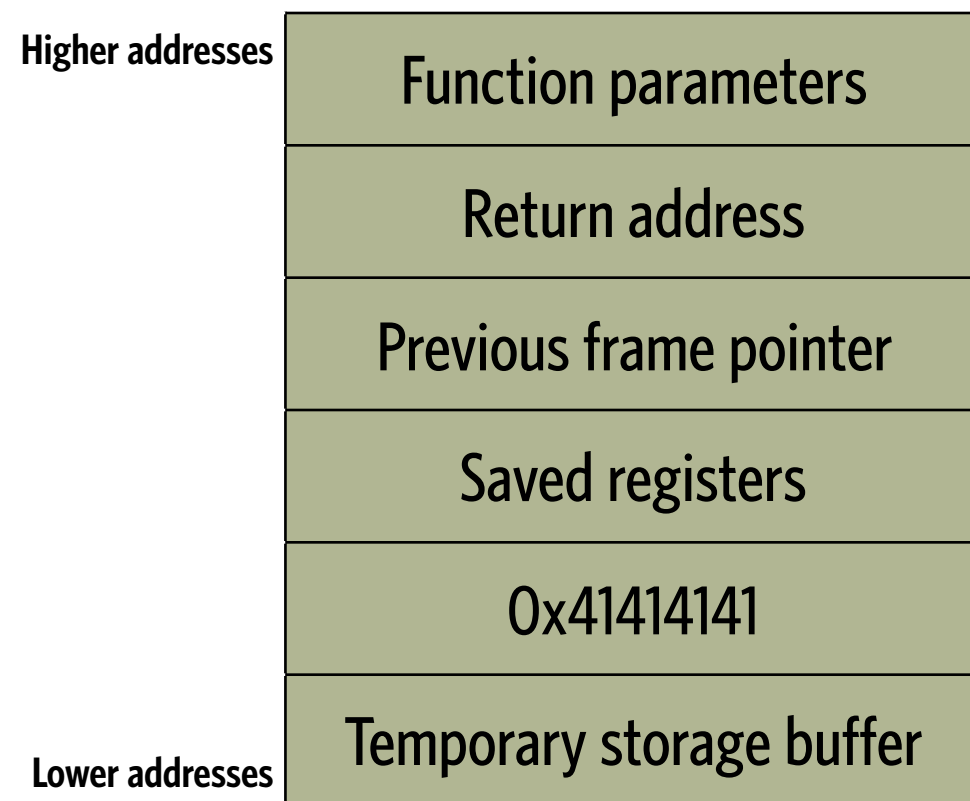 Higher addresses
Function parameters
Return address
Previous frame pointer
Saved registers
0x41414141
Temporary storage buffer
Lower addresses